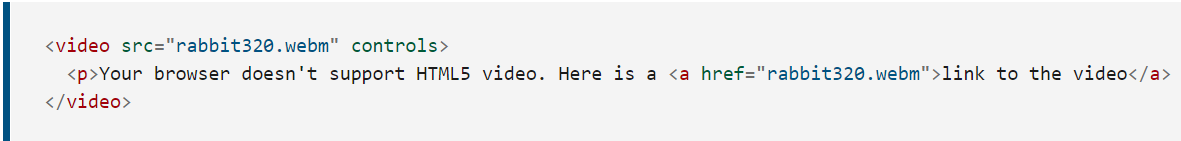 <video src="rabbit320.webm" controls>
<p>Your browser doesn't support HTML5 video. Here is a <a href="rabbit320.webm">link to the video</a>
</video>